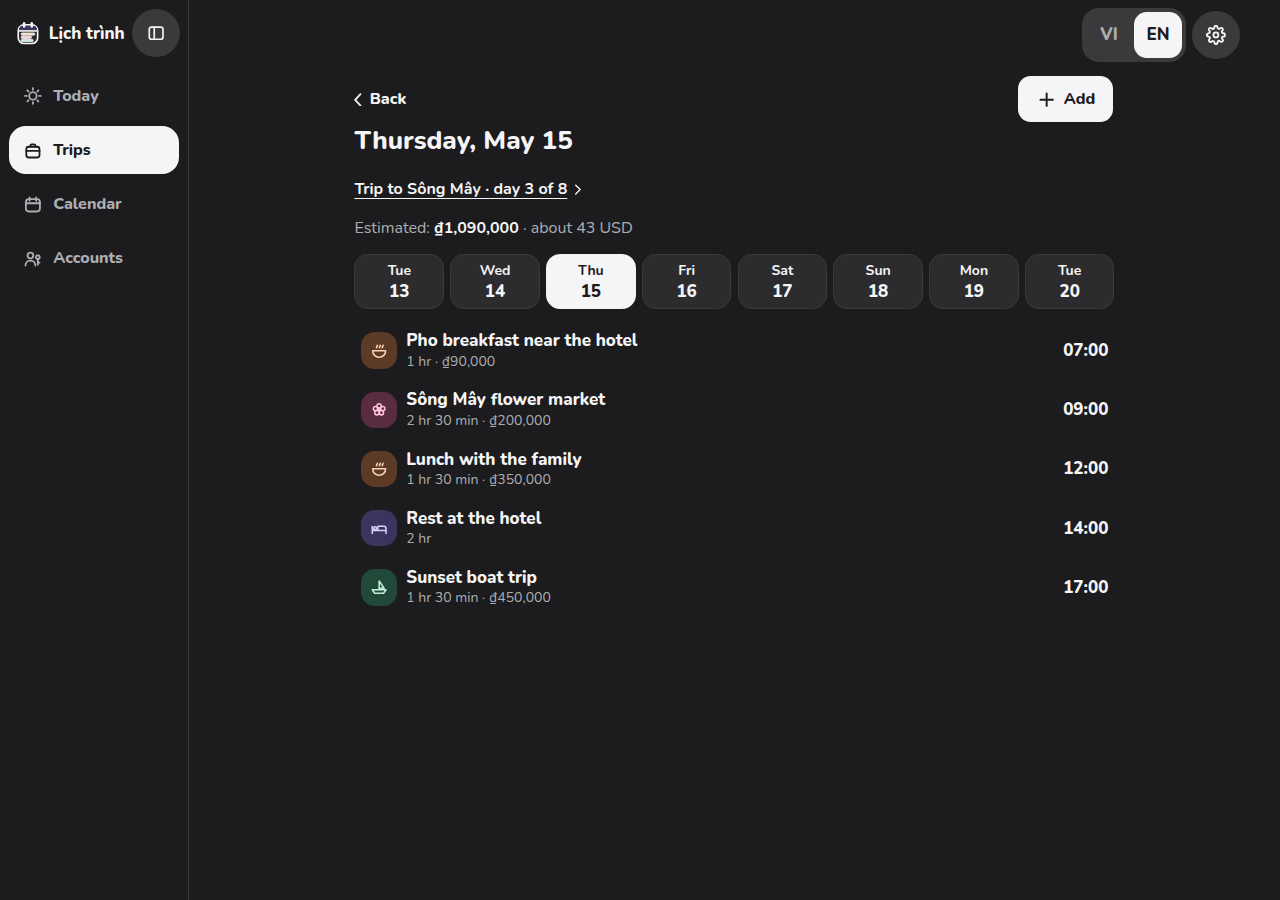 Lịch trình
VI EN
Today
Trips
Calendar
Accounts
Back
Add
Thursday, May 15
Trip to Sông Mây · day 3 of 8
Estimated: ₫1,090,000 · about 43 USD
Tue Wed Thu Fri Sat Sun Mon Tue
13 14 15 16 17 18 19 20
Pho breakfast near the hotel
1 hr · ₫90,000
07:00
Sông Mây flower market
2 hr 30 min · ₫200,000
09:00
Lunch with the family
1 hr 30 min · ₫350,000
12:00
Rest at the hotel
2 hr
14:00
Sunset boat trip
1 hr 30 min · ₫450,000
17:00